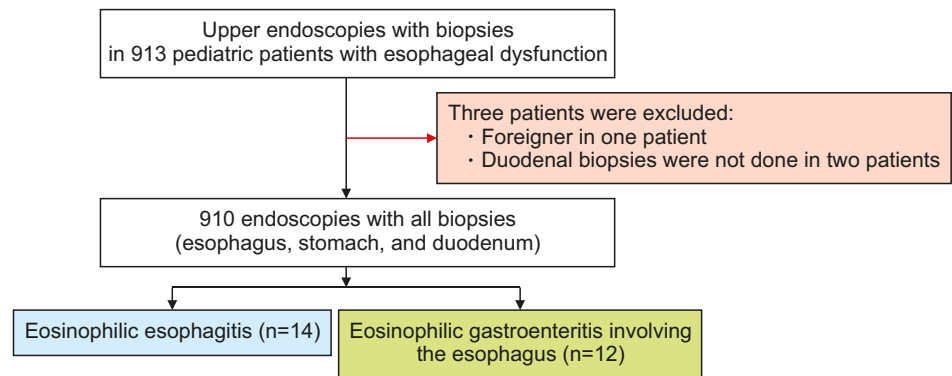 Upper endoscopies with biopsies
in 913 pediatric patients with esophageal dysfunction
Three patients were excluded:
· Foreigner in one patient
· Duodenal biopsies were not done in two patients
910 endoscopies with all biopsies
(esophagus, stomach, and duodenum)
Eosinophilic esophagitis (n=14)
Eosinophilic gastroenteritis involving
the esophagus (n=12)